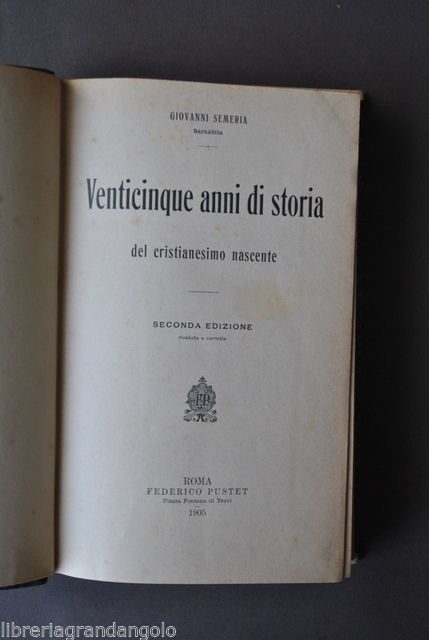 GIOVANNI SEMERIA
Barnabita
Venticinque anni di storia
del cristianesimo nascente
SECONDA EDIZIONE
riveduta e corretta
FP
ROMA
FEDERICO PUSTET
Piazza Fontana di Trevi
1905
libreriagrandangolo